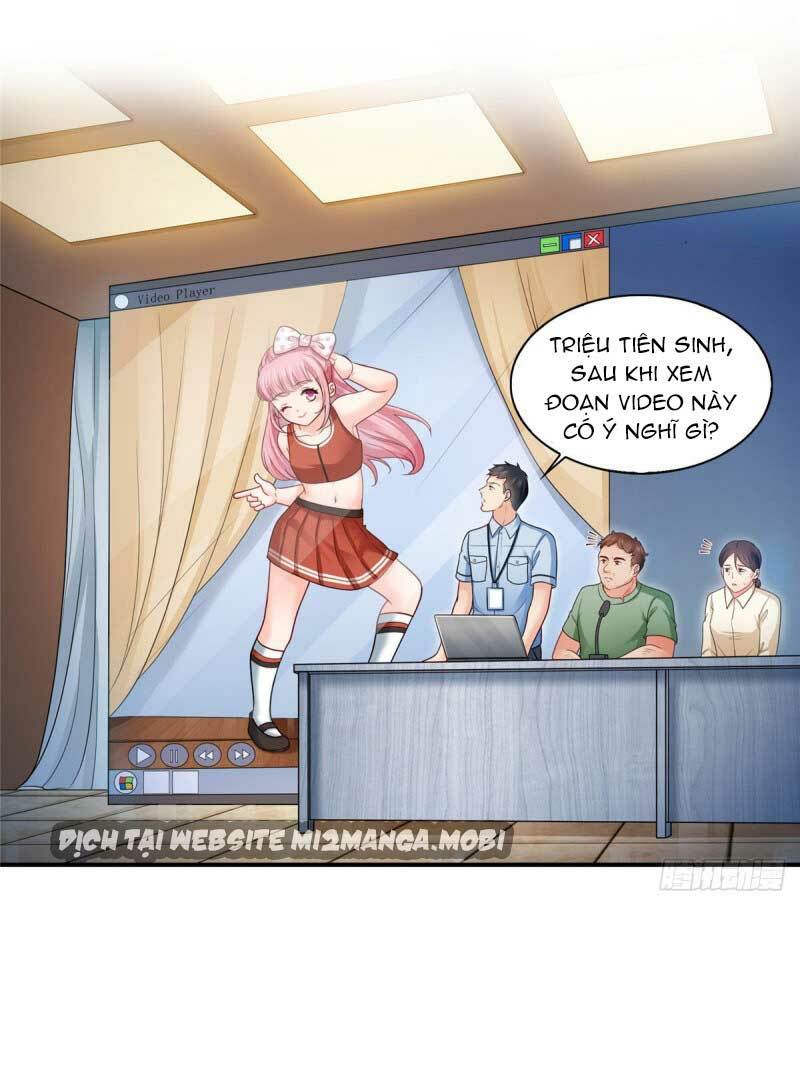 Video Player
TRIỆU TIÊN SINH,
SAU KHI XEM
ĐOẠN VIDEO NÀY
CÓ Ý NGHĨ GÌ?
DỊCH TẠI WEBSITE MI2MANGA.MOBI